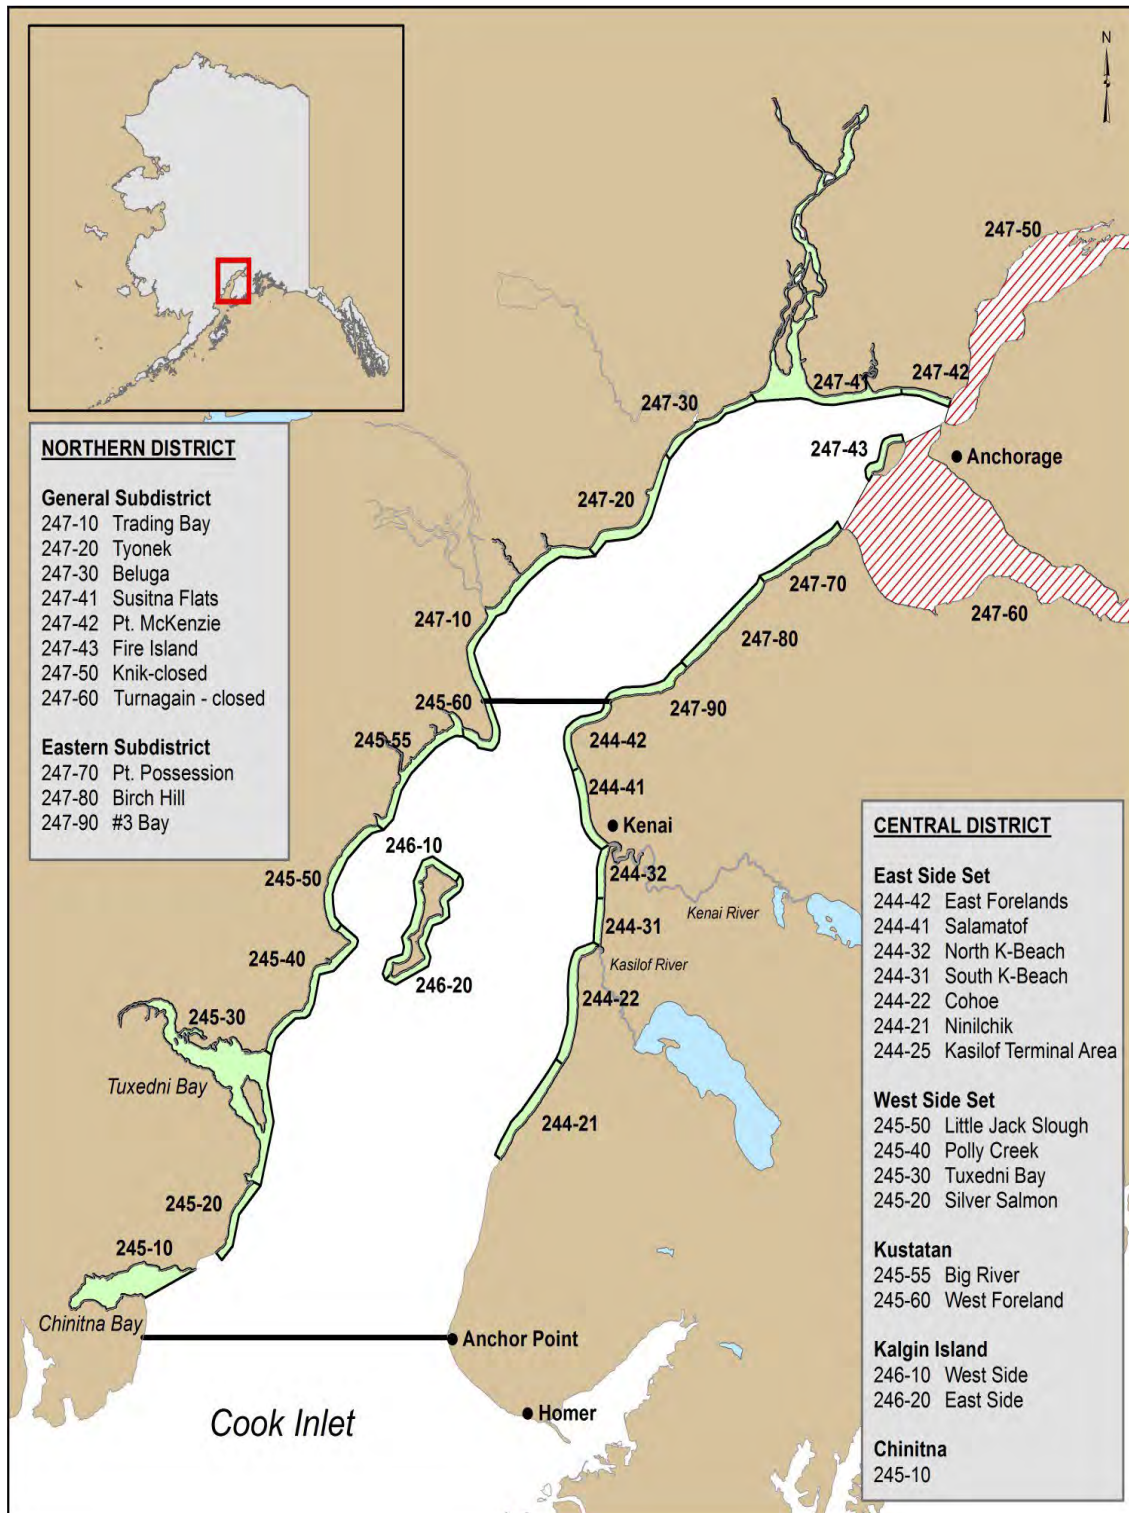 N
247-50
247-41
247-42
247-30
247-43
Anchorage
247-20
247-70
247-60
247-10
247-80
245-60
247-90
245-55
244-42
244-41
Kenai
246-10
245-50
244-32
Kenai River
244-31
245-40
Kasilof River
246-20
244-22
245-30
Tuxedni Bay
244-21
245-20
245-10
Chinitna Bay
Anchor Point
Homer
Cook Inlet
NORTHERN DISTRICT
General Subdistrict
247-10 Trading Bay
247-20 Tyonek
247-30 Beluga
247-41 Susitna Flats
247-42 Pt. McKenzie
247-43 Fire Island
247-50 Knik-closed
247-60 Turnagain - closed
Eastern Subdistrict
247-70 Pt. Possession
247-80 Birch Hill
247-90 #3 Bay
CENTRAL DISTRICT
East Side Set
244-42 East Forelands
244-41 Salamatof
244-32 North K-Beach
244-31 South K-Beach
244-22 Cohoe
244-21 Ninilchik
244-25 Kasilof Terminal Area
West Side Set
245-50 Little Jack Slough
245-40 Polly Creek
245-30 Tuxedni Bay
245-20 Silver Salmon
Kustatan
245-55 Big River
245-60 West Foreland
Kalgin Island
246-10 West Side
246-20 East Side
Chinitna
245-10